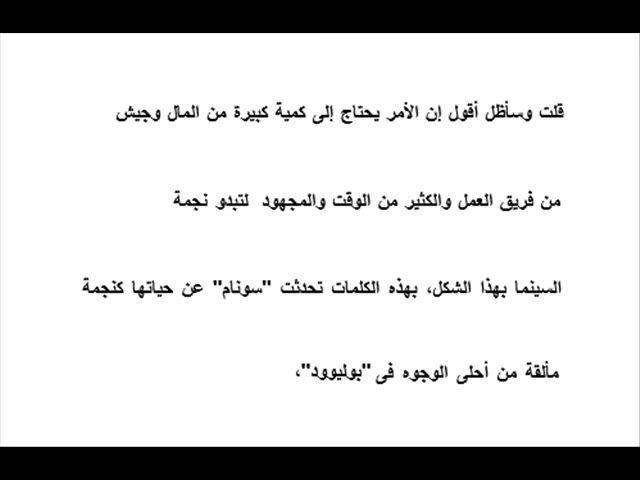 قلت وسأظل أقول إن الأمر يحتاج إلى كمية كبيرة من المال وجيش
من فريق العمل والكثير من الوقت والمجهود لتبدو نجمة
السينما بهذا الشكل، بهذه الكلمات تحدثت "سونام" عن حياتها كنجمة
مألقة من أحلى الوجوه فى "بوليوود"،